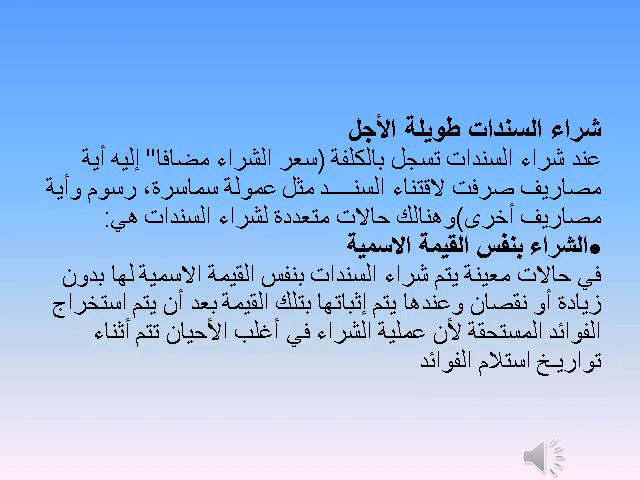 شراء السندات طويلة الأجل
عند شراء السندات تسجل بالكلفة (سعر الشراء مضافا" إليه أية
مصاريف صرفت لاقتناء السنـــد مثل عمولة سماسرة، رسوم وأية
مصاريف أخرى)وهنالك حالات متعددة لشراء السندات هي:
●الشراء بنفس القيمة الاسمية
في حالات معينة يتم شراء السندات بنفس القيمة الاسمية لها بدون
زيادة أو نقصان وعندها يتم إثباتها بتلك القيمة بعد أن يتم استخراج
الفوائد المستحقة لأن عملية الشراء في أغلب الأحيان تتم أثناء
تواريـخ استلام الفوائد